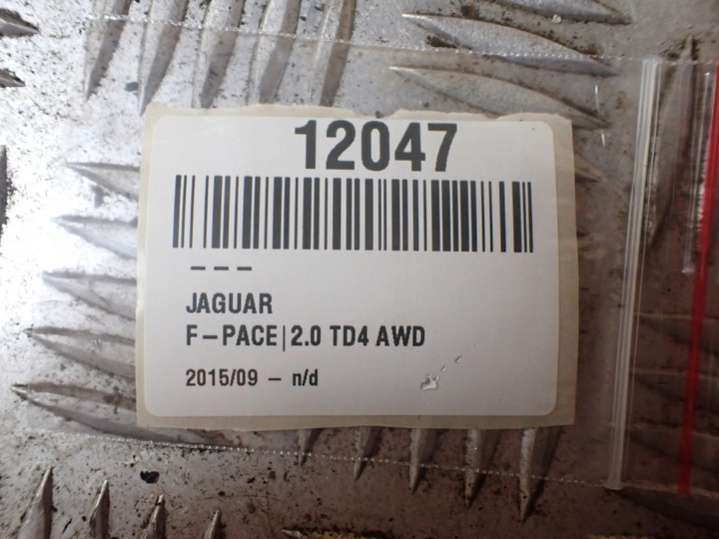 12047
– – –
JAGUAR
F–PACE|2.0 TD4 AWD
2015/09 – n/d